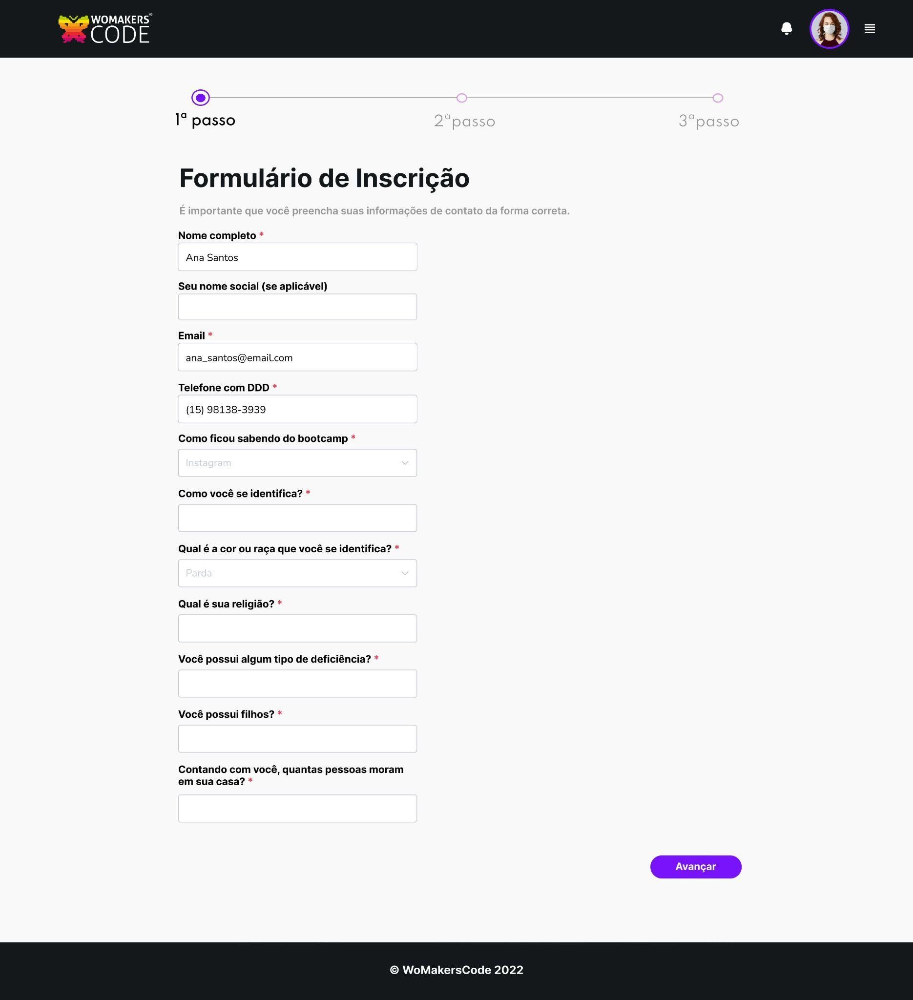 WOMAKERS®
CODE
1ª passo
2ªpasso
3ªpasso
Formulário de Inscrição
É importante que você preencha suas informações de contato da forma correta.
Nome completo *
Ana Santos
Seu nome social (se aplicável)
Email *
ana_santos@email.com
Telefone com DDD *
(15) 98138-3939
Como ficou sabendo do bootcamp *
Instagram
Como você se identifica? *
Qual é a cor ou raça que você se identifica? *
Parda
Qual é sua religião? *
Você possui algum tipo de deficiência? *
Você possui filhos? *
Contando com você, quantas pessoas moram
em sua casa? *
Avançar
© WoMakersCode 2022